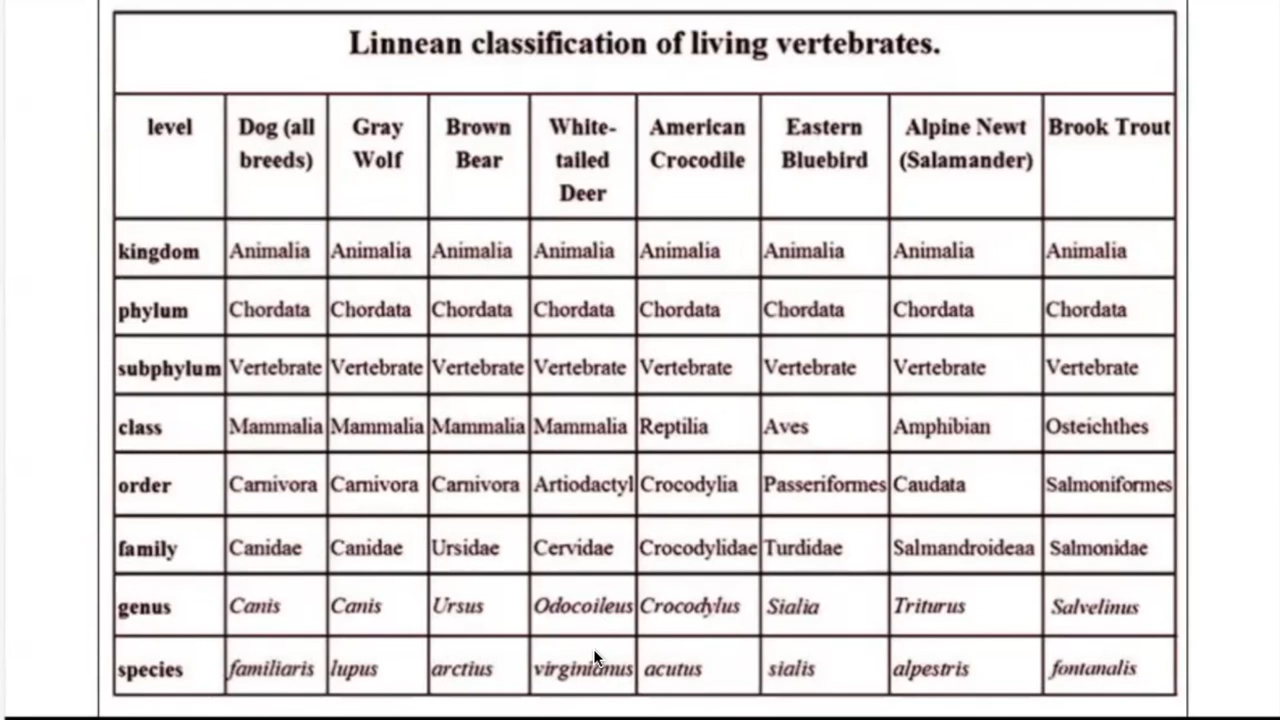 Linnean classification of living vertebrates.
level Dog (all breeds) Gray Wolf Brown Bear White-tailed Deer American Crocodile Eastern Bluebird Alpine Newt (Salamander) Brook Trout
kingdom Animalia Animalia Animalia Animalia Animalia Animalia Animalia Animalia
phylum Chordata Chordata Chordata Chordata Chordata Chordata Chordata Chordata
subphylum Vertebrate Vertebrate Vertebrate Vertebrate Vertebrate Vertebrate Vertebrate Vertebrate
class Mammalia Mammalia Mammalia Mammalia Reptilia Aves Amphibian Osteichthes
order Carnivora Carnivora Carnivora Artiodactyl Crocodylia Passeriformes Caudata Salmoniformes
family Canidae Canidae Ursidae Cervidae Crocodylidae Turdidae Salmandroideaa Salmonidae
genus Canis Canis Ursus Odocoileus Crocodylus Sialia Triturus Salvelinus
species familiaris lupus arctius virginianus acutus sialis alpestris fontanalis